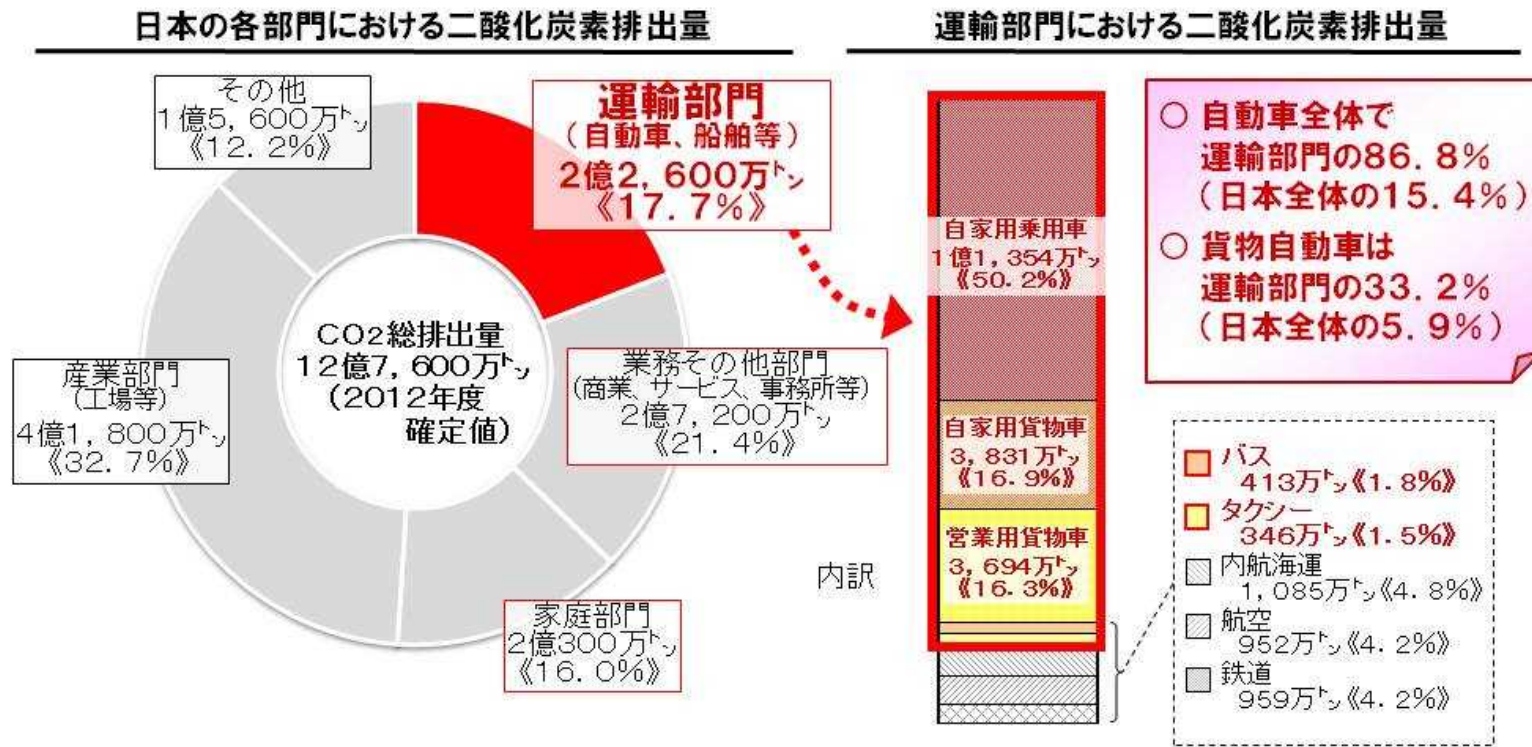 日本の各部門における二酸化炭素排出量
その他
1億5,600万トン
《12.2%》
運輸部門
(自動車、船舶等)
2億2,600万トン
《17.7%》
CO2総排出量
12億7,600万トン
(2012年度
確定値)
産業部門
(工場等)
4億1,800万トン
《32.7%》
業務その他部門
(商業、サービス、事務所等)
2億7,200万トン
《21.4%》
家庭部門
2億300万トン
《16.0%》
運輸部門における二酸化炭素排出量
自家用乗用車
1億1,354万トン
《50.2%》
自家用貨物車
3,831万トン
《16.9%》
営業用貨物車
3,694万トン
《16.3%》
内訳
○ 自動車全体で
運輸部門の86.8%
(日本全体の15.4%)
○ 貨物自動車は
運輸部門の33.2%
(日本全体の5.9%)
バス
413万トン《1.8%》
タクシー
346万トン《1.5%》
内航海運
1,085万トン《4.8%》
航空
952万トン《4.2%》
鉄道
959万トン《4.2%》